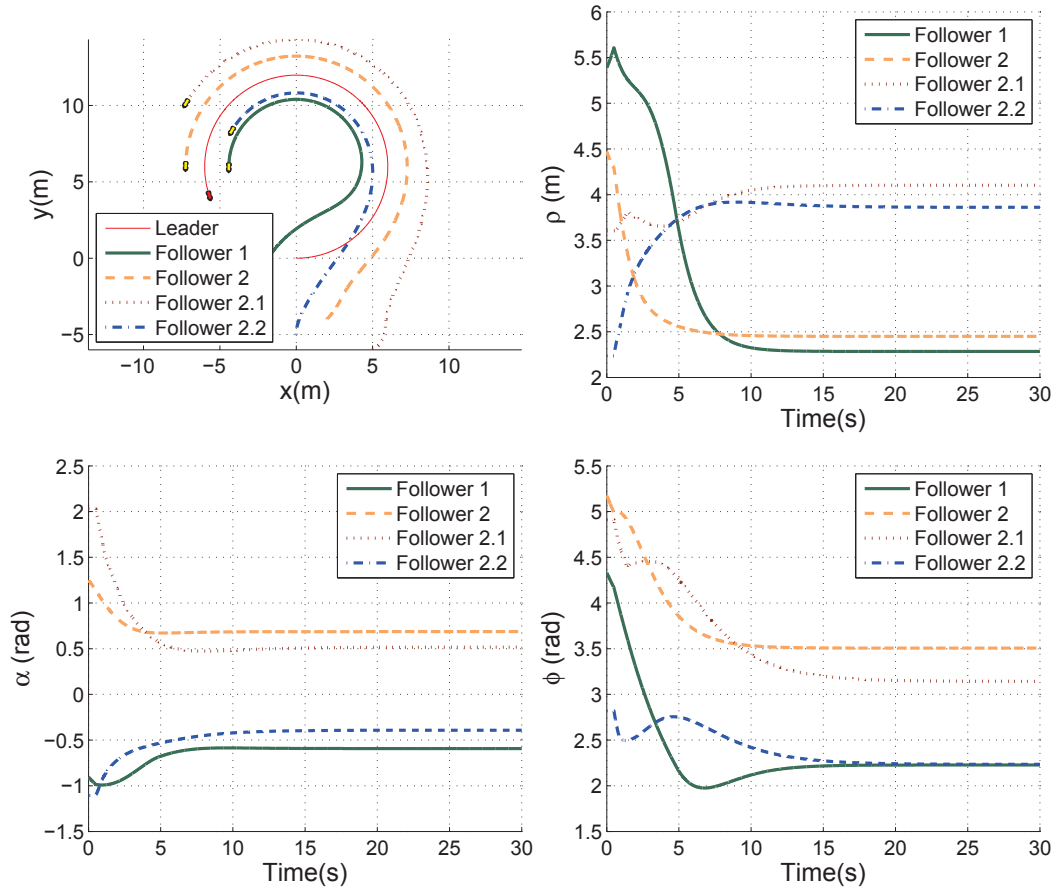 10
5
0
−5
y(m)
−10
−5
0
5
10
x(m)
Leader
Follower 1
Follower 2
Follower 2.1
Follower 2.2
6
5.5
5
4.5
4
3.5
3
2.5
2
ρ (m)
0
5
10
15
20
25
30
Time(s)
Follower 1
Follower 2
Follower 2.1
Follower 2.2
2.5
2
1.5
1
0.5
0
−0.5
−1
−1.5
α (rad)
0
5
10
15
20
25
30
Time(s)
Follower 1
Follower 2
Follower 2.1
Follower 2.2
5.5
5
4.5
4
3.5
3
2.5
2
1.5
ϕ (rad)
0
5
10
15
20
25
30
Time(s)
Follower 1
Follower 2
Follower 2.1
Follower 2.2